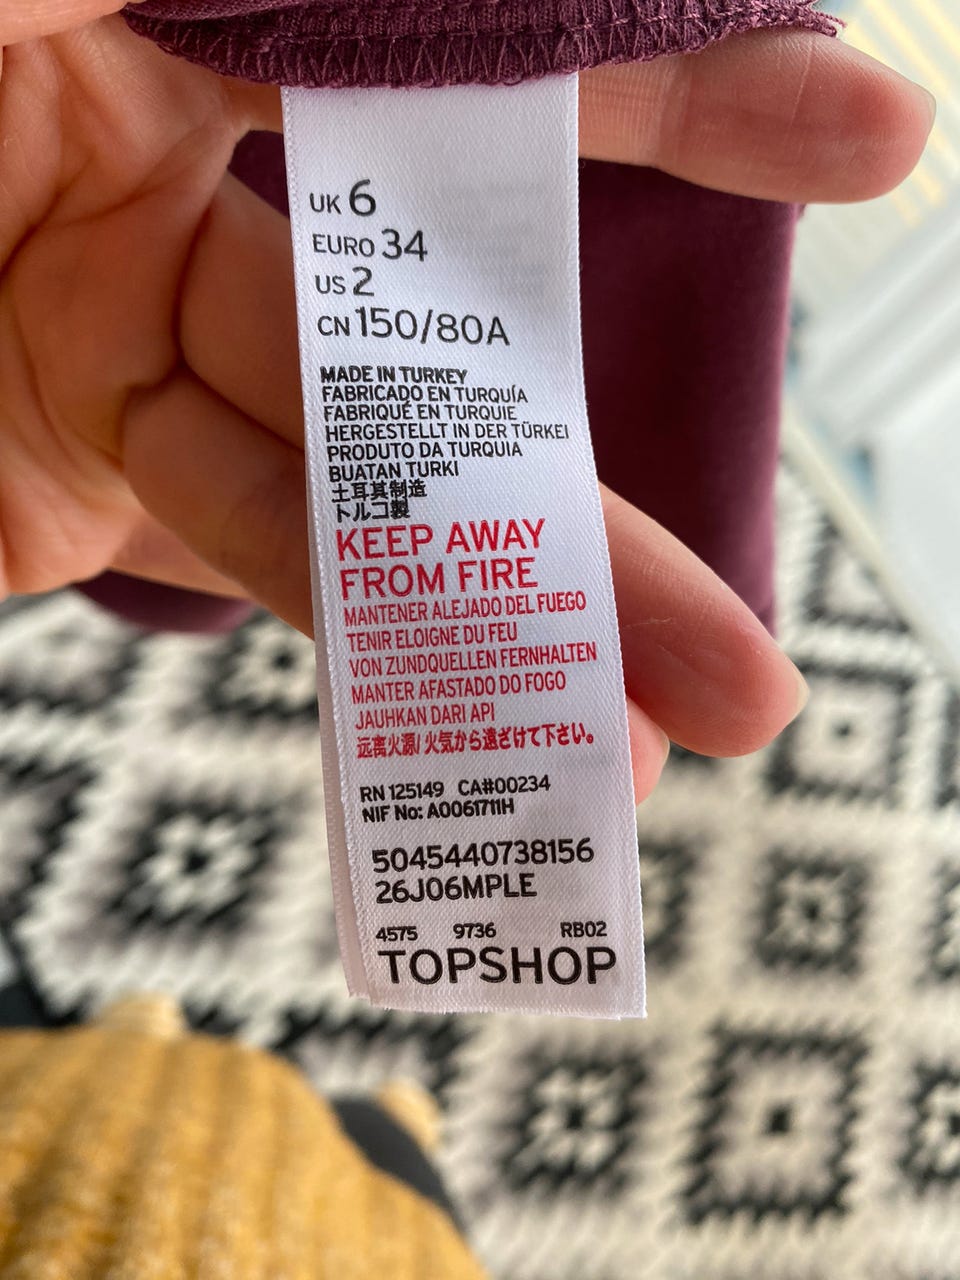 UK 6
EURO 34
US 2
CN 150/80A
MADE IN TURKEY
FABRICADO EN TURQUÍA
FABRIQUÉ EN TURQUIE
HERGESTELLT IN DER TÜRKEI
PRODUTO DA TURQUIA
BUATAN TURKI
土耳其制造
トルコ製
KEEP AWAY
FROM FIRE
MANTENER ALEJADO DEL FUEGO
TENIR ELOIGNE DU FEU
VON ZUNDQUELLEN FERNHALTEN
MANTER AFASTADO DO FOGO
JAUHKAN DARI API
远离火源/ 火気から遠ざけて下さい。
RN 125149 CA#00234
NIF No: A0061711H
5045440738156
26J06MPLE
4575 9736 RB02
TOPSHOP